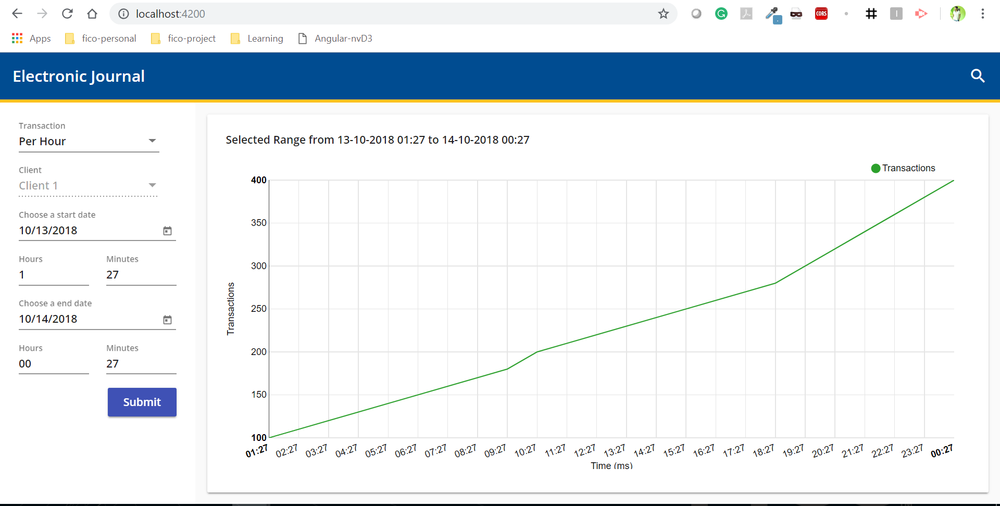 localhost:4200
CORS
Apps fico-personal fico-project Learning Angular-nvD3
Electronic Journal
Transaction
Per Hour
Client
Client 1
Choose a start date
10/13/2018
Hours Minutes
1 27
Choose a end date
10/14/2018
Hours Minutes
00 27
Submit
Selected Range from 13-10-2018 01:27 to 14-10-2018 00:27
Transactions
400
350
300
250
200
150
100
Transactions
01:27 02:27 03:27 04:27 05:27 06:27 07:27 08:27 09:27 10:27 11:27 12:27 13:27 14:27 15:27 16:27 17:27 18:27 19:27 20:27 21:27 22:27 23:27 00:27
Time (ms)